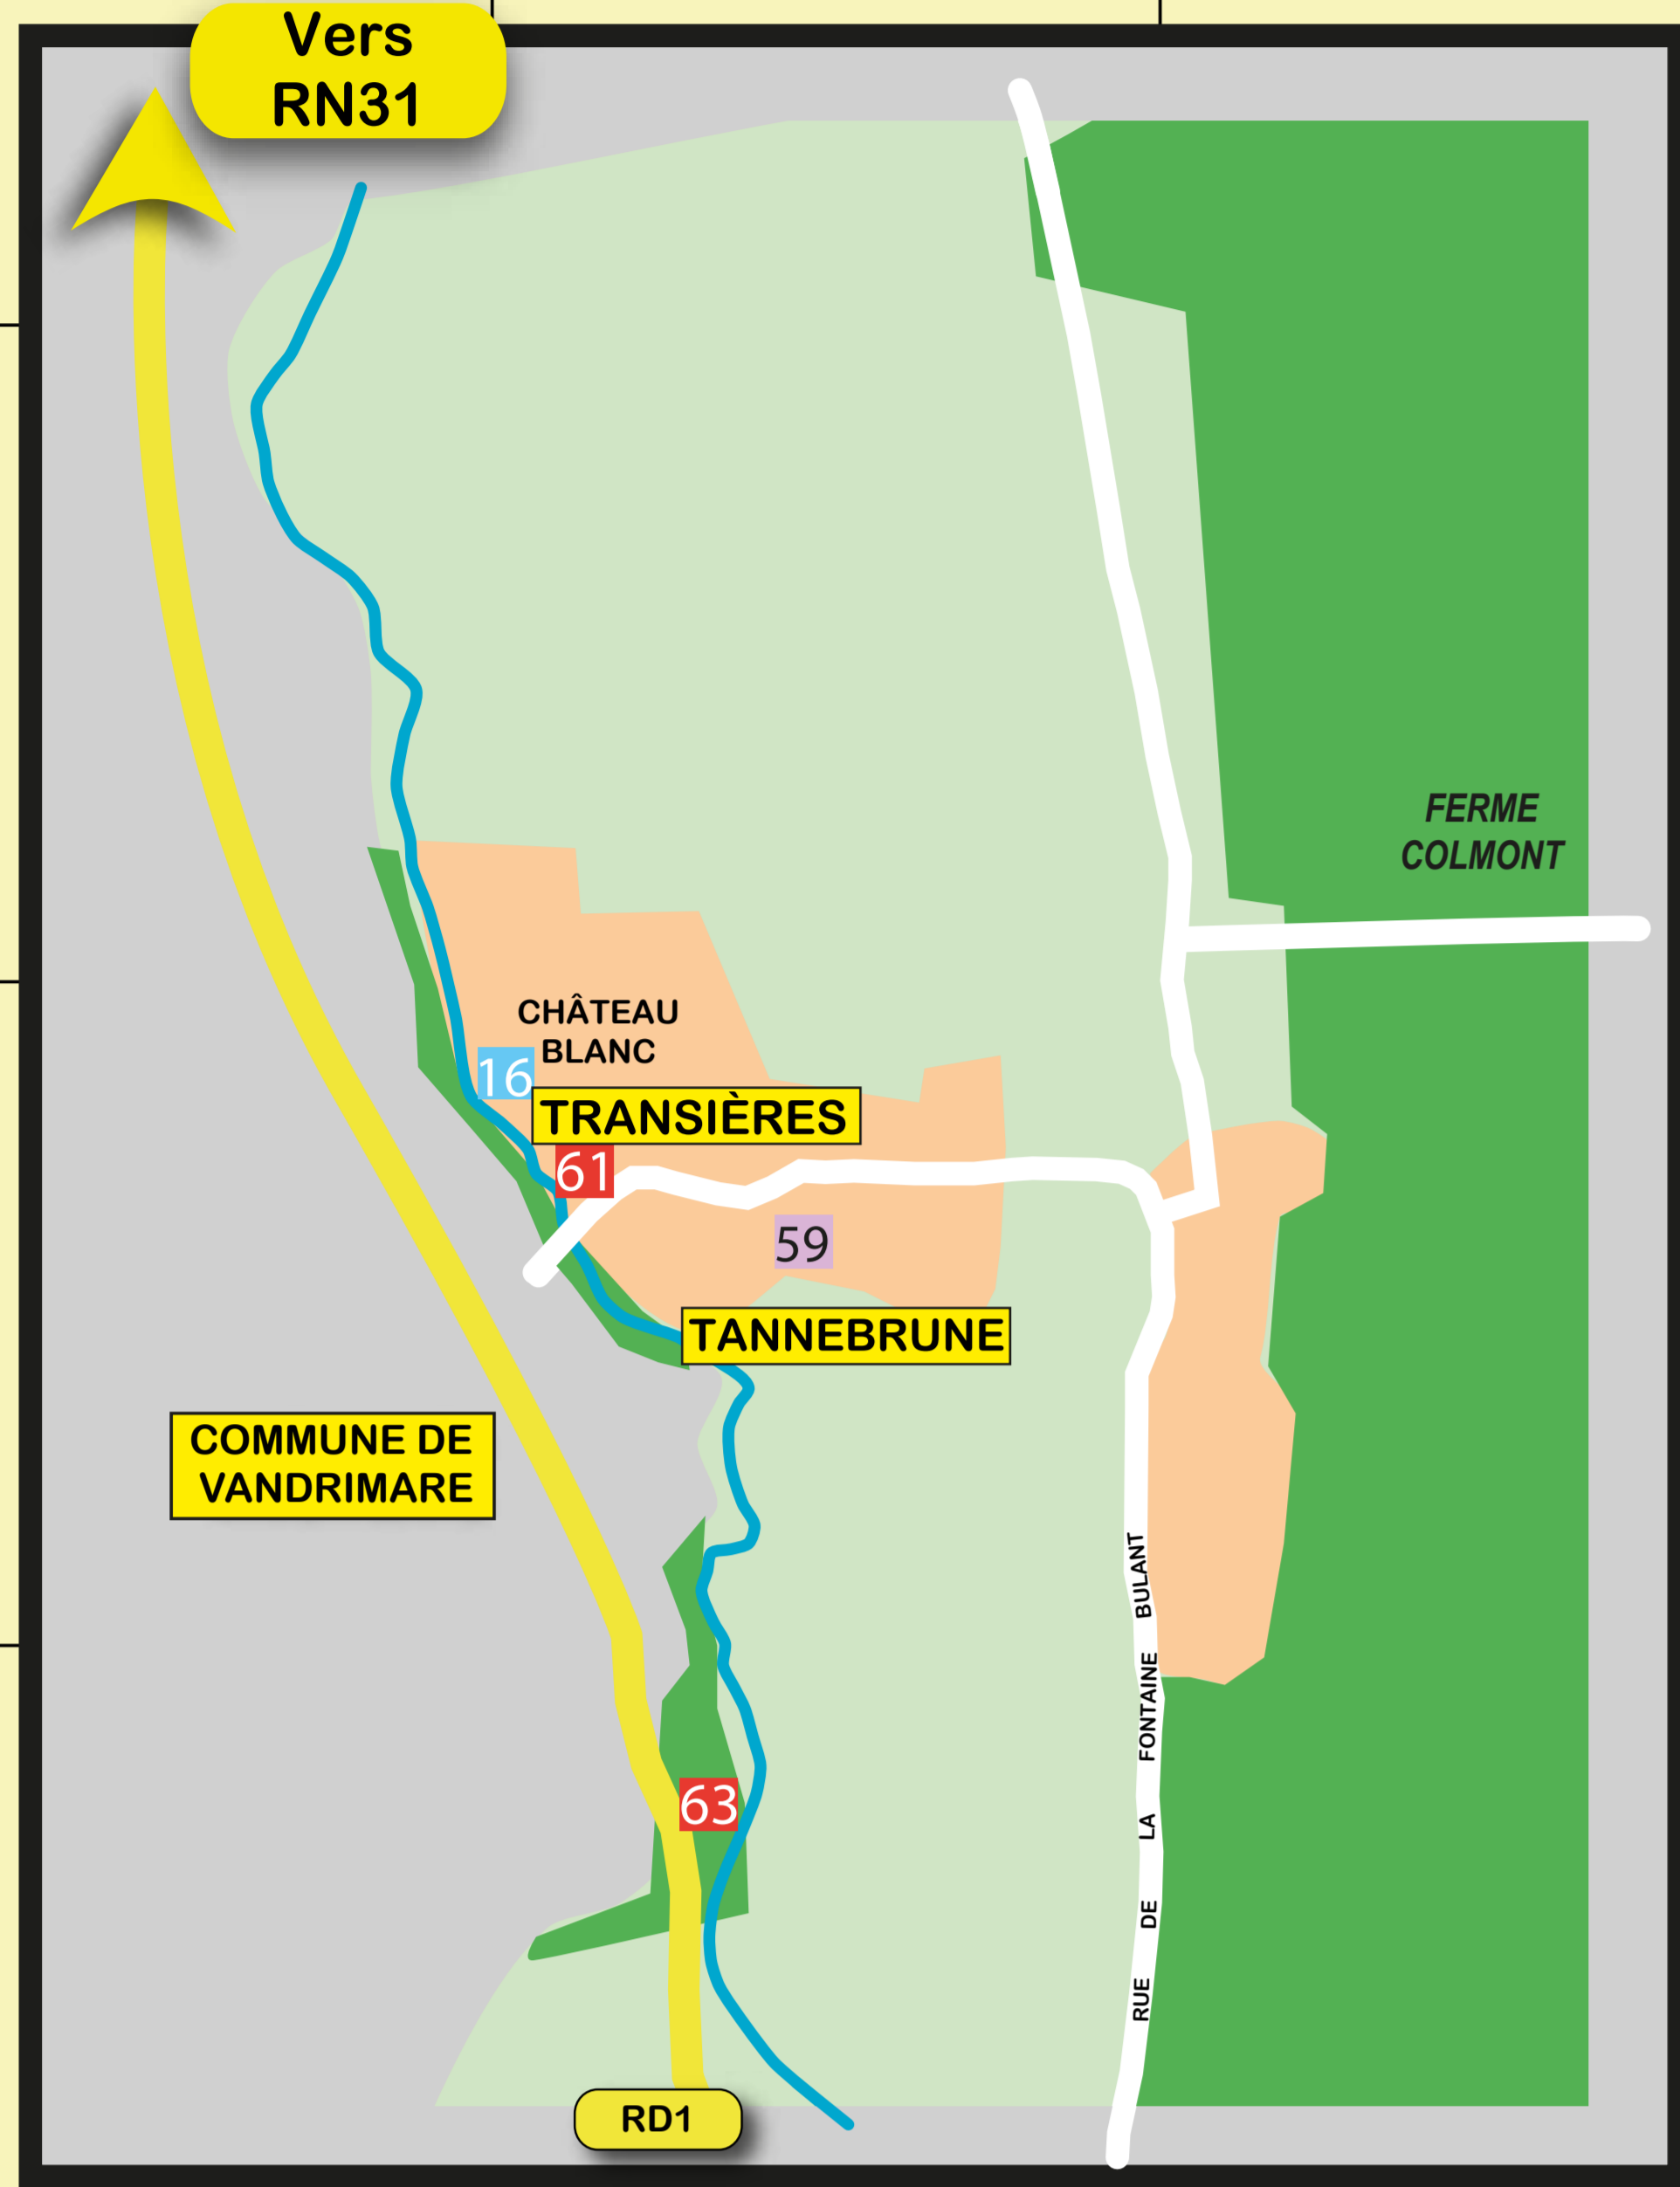 Vers
RN31
FERME
COLMONT
CHÂTEAU
BLANC
16
TRANSIÈRES
61
59
TANNEBRUNE
COMMUNE DE
VANDRIMARE
RUE DE LA FONTAINE BULANT
63
RD1